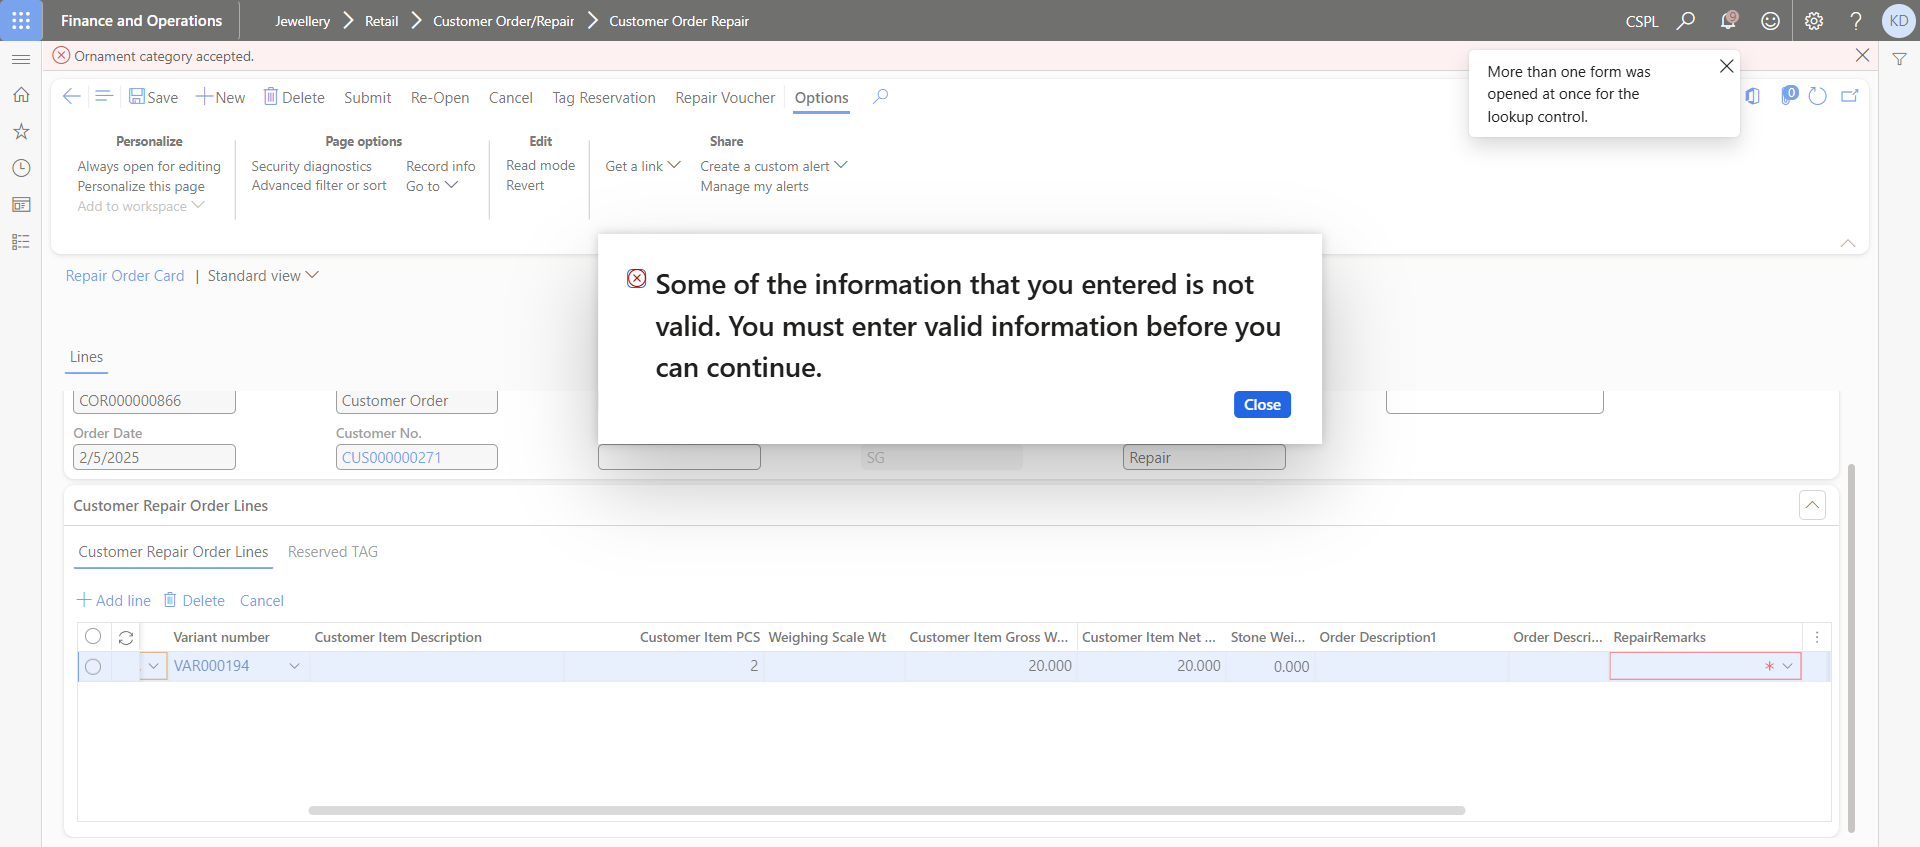 Finance and Operations
Jewellery
Retail
Customer Order/Repair
Customer Order Repair
CSPL
9
KD
Ornament category accepted.
More than one form was
opened at once for the
lookup control.
Save
New
Delete
Submit
Re-Open
Cancel
Tag Reservation
Repair Voucher
Options
0
Personalize
Always open for editing
Personalize this page
Add to workspace
Page options
Security diagnostics
Advanced filter or sort
Record info
Go to
Edit
Read mode
Revert
Share
Get a link
Create a custom alert
Manage my alerts
Repair Order Card | Standard view
Some of the information that you entered is not
valid. You must enter valid information before you
can continue.
Close
Lines
COR000000866
Customer Order
Order Date
Customer No.
2/5/2025
CUS000000271
SG
Repair
Customer Repair Order Lines
Customer Repair Order Lines
Reserved TAG
Add line
Delete
Cancel
Variant number
Customer Item Description
Customer Item PCS
Weighing Scale Wt
Customer Item Gross W...
Customer Item Net ...
Stone Wei...
Order Description1
Order Descri...
RepairRemarks
VAR000194
2
20.000
20.000
0.000
*